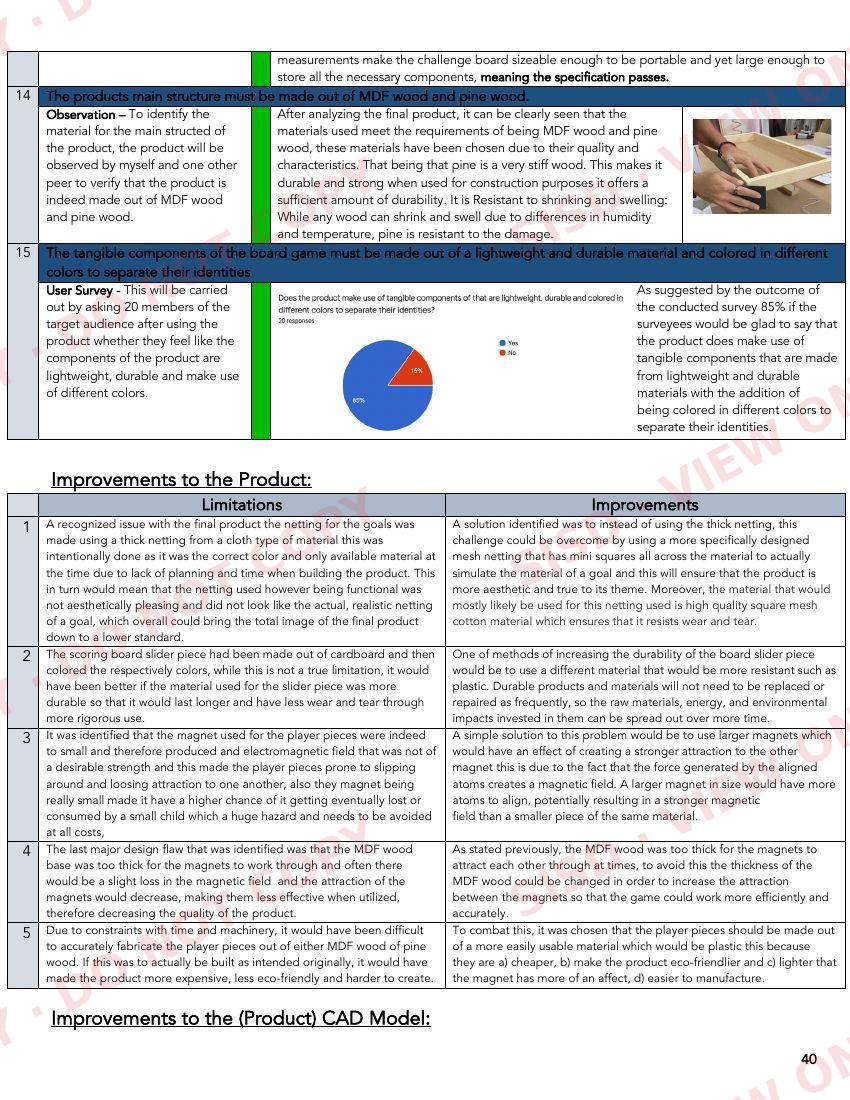 measurements make the challenge board sizeable enough to be portable and yet large enough to
store all the necessary components, meaning the specification passes.
14
The products main structure must be made out of MDF wood and pine wood.
Observation – To identify the
material for the main structed of
the product, the product will be
observed by myself and one other
peer to verify that the product is
indeed made out of MDF wood
and pine wood.
After analyzing the final product, it can be clearly seen that the
materials used meet the requirements of being MDF wood and pine
wood, these materials have been chosen due to their quality and
characteristics. That being that pine is a very stiff wood. This makes it
durable and strong when used for construction purposes it offers a
sufficient amount of durability. It is Resistant to shrinking and swelling:
While any wood can shrink and swell due to differences in humidity
and temperature, pine is resistant to the damage.
15
The tangible components of the board game must be made out of a lightweight and durable material and colored in different
colors to separate their identities
User Survey - This will be carried
out by asking 20 members of the
target audience after using the
product whether they feel like the
components of the product are
lightweight, durable and make use
of different colors.
Does the product make use of tangible components of that are lightweight, durable and colored in
different colors to separate their identities?
20 responses
Yes
No
15%
85%
As suggested by the outcome of
the conducted survey 85% if the
surveyees would be glad to say that
the product does make use of
tangible components that are made
from lightweight and durable
materials with the addition of
being colored in different colors to
separate their identities.
Improvements to the Product:
Limitations
Improvements
1
A recognized issue with the final product the netting for the goals was
made using a thick netting from a cloth type of material this was
intentionally done as it was the correct color and only available material at
the time due to lack of planning and time when building the product. This
in turn would mean that the netting used however being functional was
not aesthetically pleasing and did not look like the actual, realistic netting
of a goal, which overall could bring the total image of the final product
down to a lower standard.
A solution identified was to instead of using the thick netting, this
challenge could be overcome by using a more specifically designed
mesh netting that has mini squares all across the material to actually
simulate the material of a goal and this will ensure that the product is
more aesthetic and true to its theme. Moreover, the material that would
mostly likely be used for this netting used is high quality square mesh
cotton material which ensures that it resists wear and tear.
2
The scoring board slider piece had been made out of cardboard and then
colored the respectively colors, while this is not a true limitation, it would
have been better if the material used for the slider piece was more
durable so that it would last longer and have less wear and tear through
more rigorous use.
One of methods of increasing the durability of the board slider piece
would be to use a different material that would be more resistant such as
plastic. Durable products and materials will not need to be replaced or
repaired as frequently, so the raw materials, energy, and environmental
impacts invested in them can be spread out over more time.
3
It was identified that the magnet used for the player pieces were indeed
to small and therefore produced and electromagnetic field that was not of
a desirable strength and this made the player pieces prone to slipping
around and loosing attraction to one another, also they magnet being
really small made it have a higher chance of it getting eventually lost or
consumed by a small child which a huge hazard and needs to be avoided
at all costs,
A simple solution to this problem would be to use larger magnets which
would have an effect of creating a stronger attraction to the other
magnet this is due to the fact that the force generated by the aligned
atoms creates a magnetic field. A larger magnet in size would have more
atoms to align, potentially resulting in a stronger magnetic
field than a smaller piece of the same material.
4
The last major design flaw that was identified was that the MDF wood
base was too thick for the magnets to work through and often there
would be a slight loss in the magnetic field and the attraction of the
magnets would decrease, making them less effective when utilized,
therefore decreasing the quality of the product.
As stated previously, the MDF wood was too thick for the magnets to
attract each other through at times, to avoid this the thickness of the
MDF wood could be changed in order to increase the attraction
between the magnets so that the game could work more efficiently and
accurately.
5
Due to constraints with time and machinery, it would have been difficult
to accurately fabricate the player pieces out of either MDF wood of pine
wood. If this was to actually be built as intended originally, it would have
made the product more expensive, less eco-friendly and harder to create.
To combat this, it was chosen that the player pieces should be made out
of a more easily usable material which would be plastic this because
they are a) cheaper, b) make the product eco-friendlier and c) lighter that
the magnet has more of an affect, d) easier to manufacture.
Improvements to the (Product) CAD Model:
40
SISD · VIEW ON
DO NOT COPY